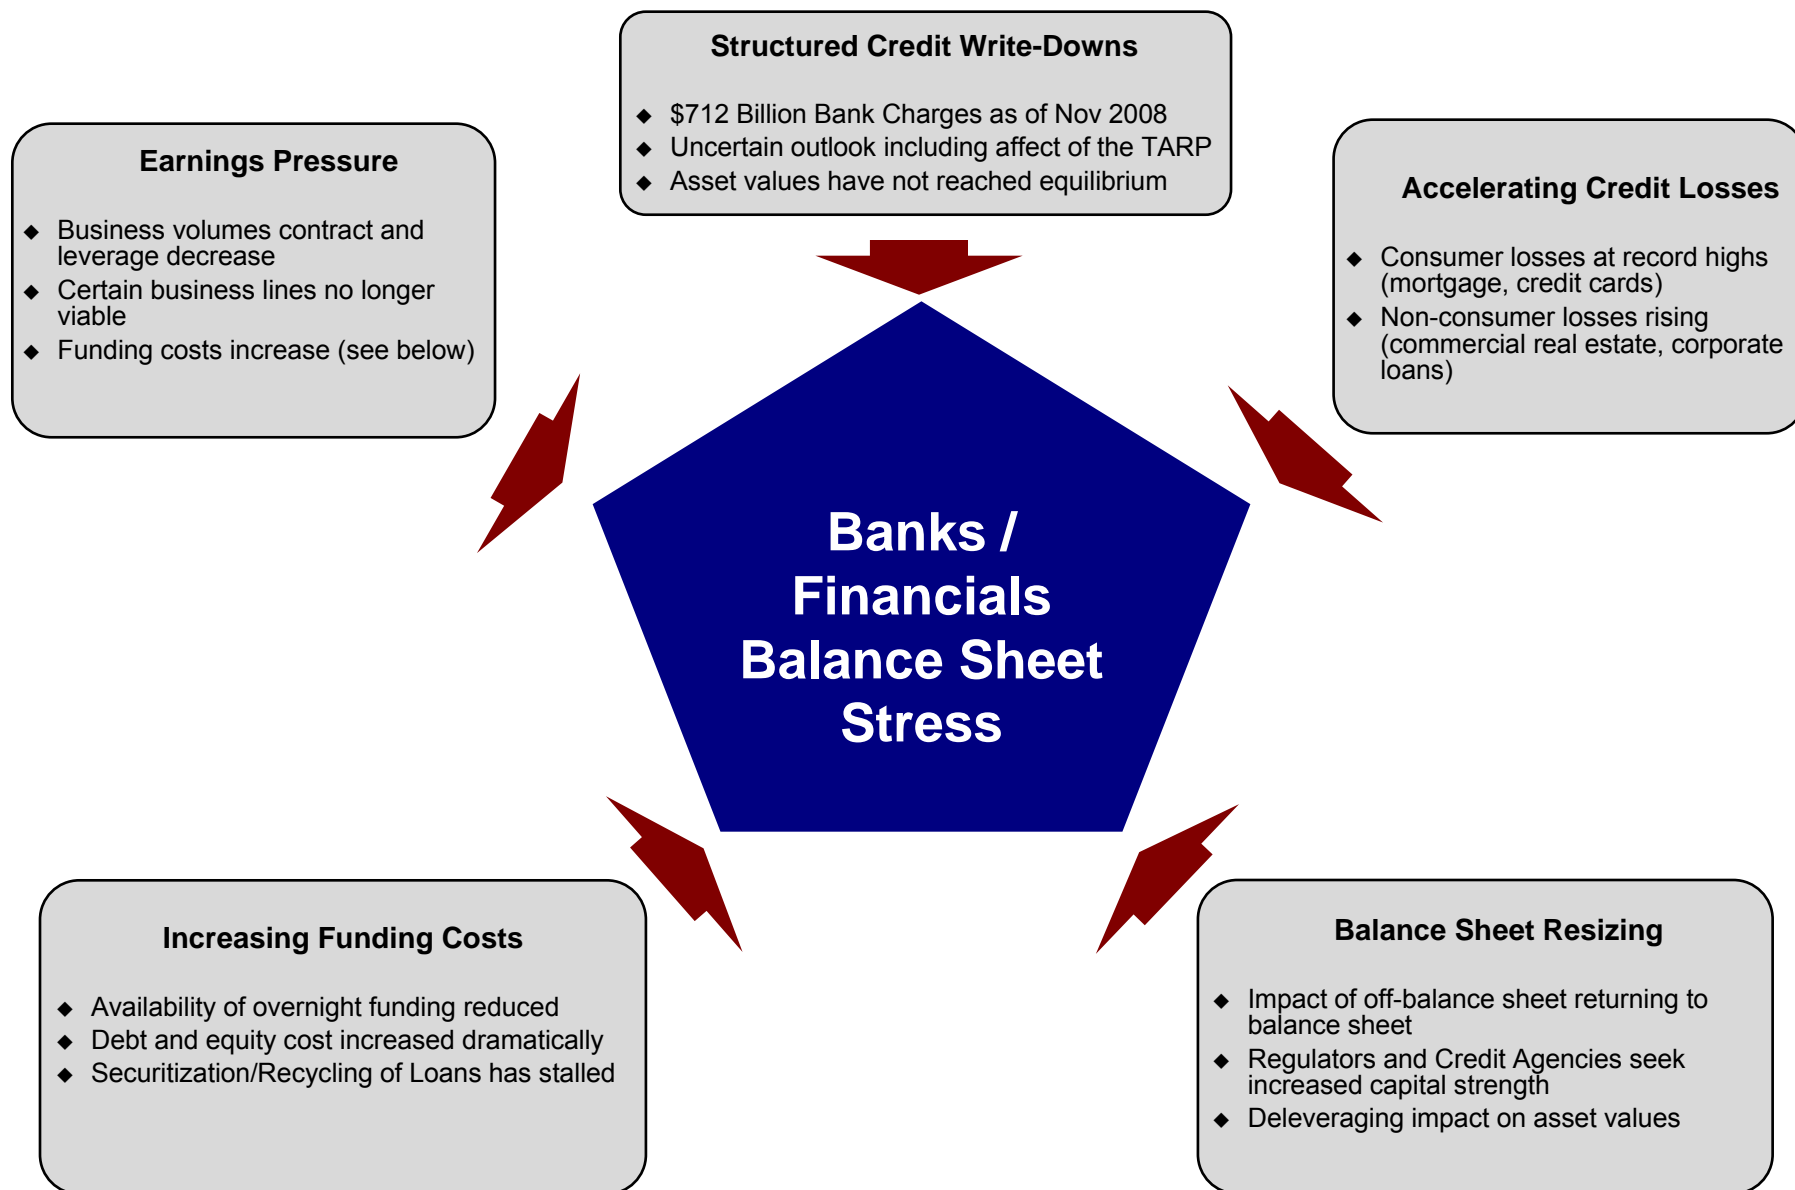 Structured Credit Write-Downs
◆ $712 Billion Bank Charges as of Nov 2008
◆ Uncertain outlook including affect of the TARP
◆ Asset values have not reached equilibrium
Earnings Pressure
◆ Business volumes contract and
leverage decrease
◆ Certain business lines no longer
viable
◆ Funding costs increase (see below)
Accelerating Credit Losses
◆ Consumer losses at record highs
(mortgage, credit cards)
◆ Non-consumer losses rising
(commercial real estate, corporate
loans)
Banks /
Financials
Balance Sheet
Stress
Increasing Funding Costs
◆ Availability of overnight funding reduced
◆ Debt and equity cost increased dramatically
◆ Securitization/Recycling of Loans has stalled
Balance Sheet Resizing
◆ Impact of off-balance sheet returning to
balance sheet
◆ Regulators and Credit Agencies seek
increased capital strength
◆ Deleveraging impact on asset values